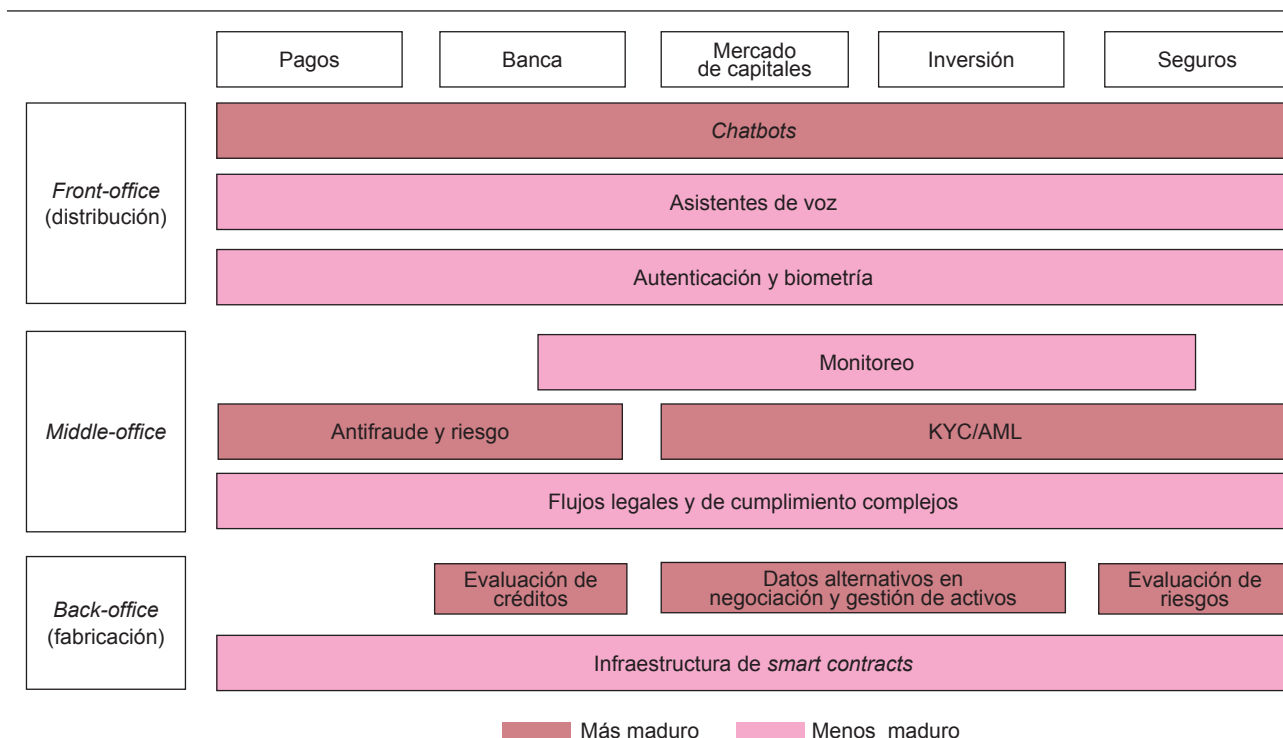 Pagos
Banca
Mercado
de capitales
Inversión
Seguros
Front-office
(distribución)
Chatbots
Asistentes de voz
Autenticación y biometría
Middle-office
Monitoreo
Antifraude y riesgo
KYC/AML
Flujos legales y de cumplimiento complejos
Back-office
(fabricación)
Evaluación de
créditos
Datos alternativos en
negociación y gestión de activos
Evaluación de
riesgos
Infraestructura de smart contracts
Más maduro
Menos maduro